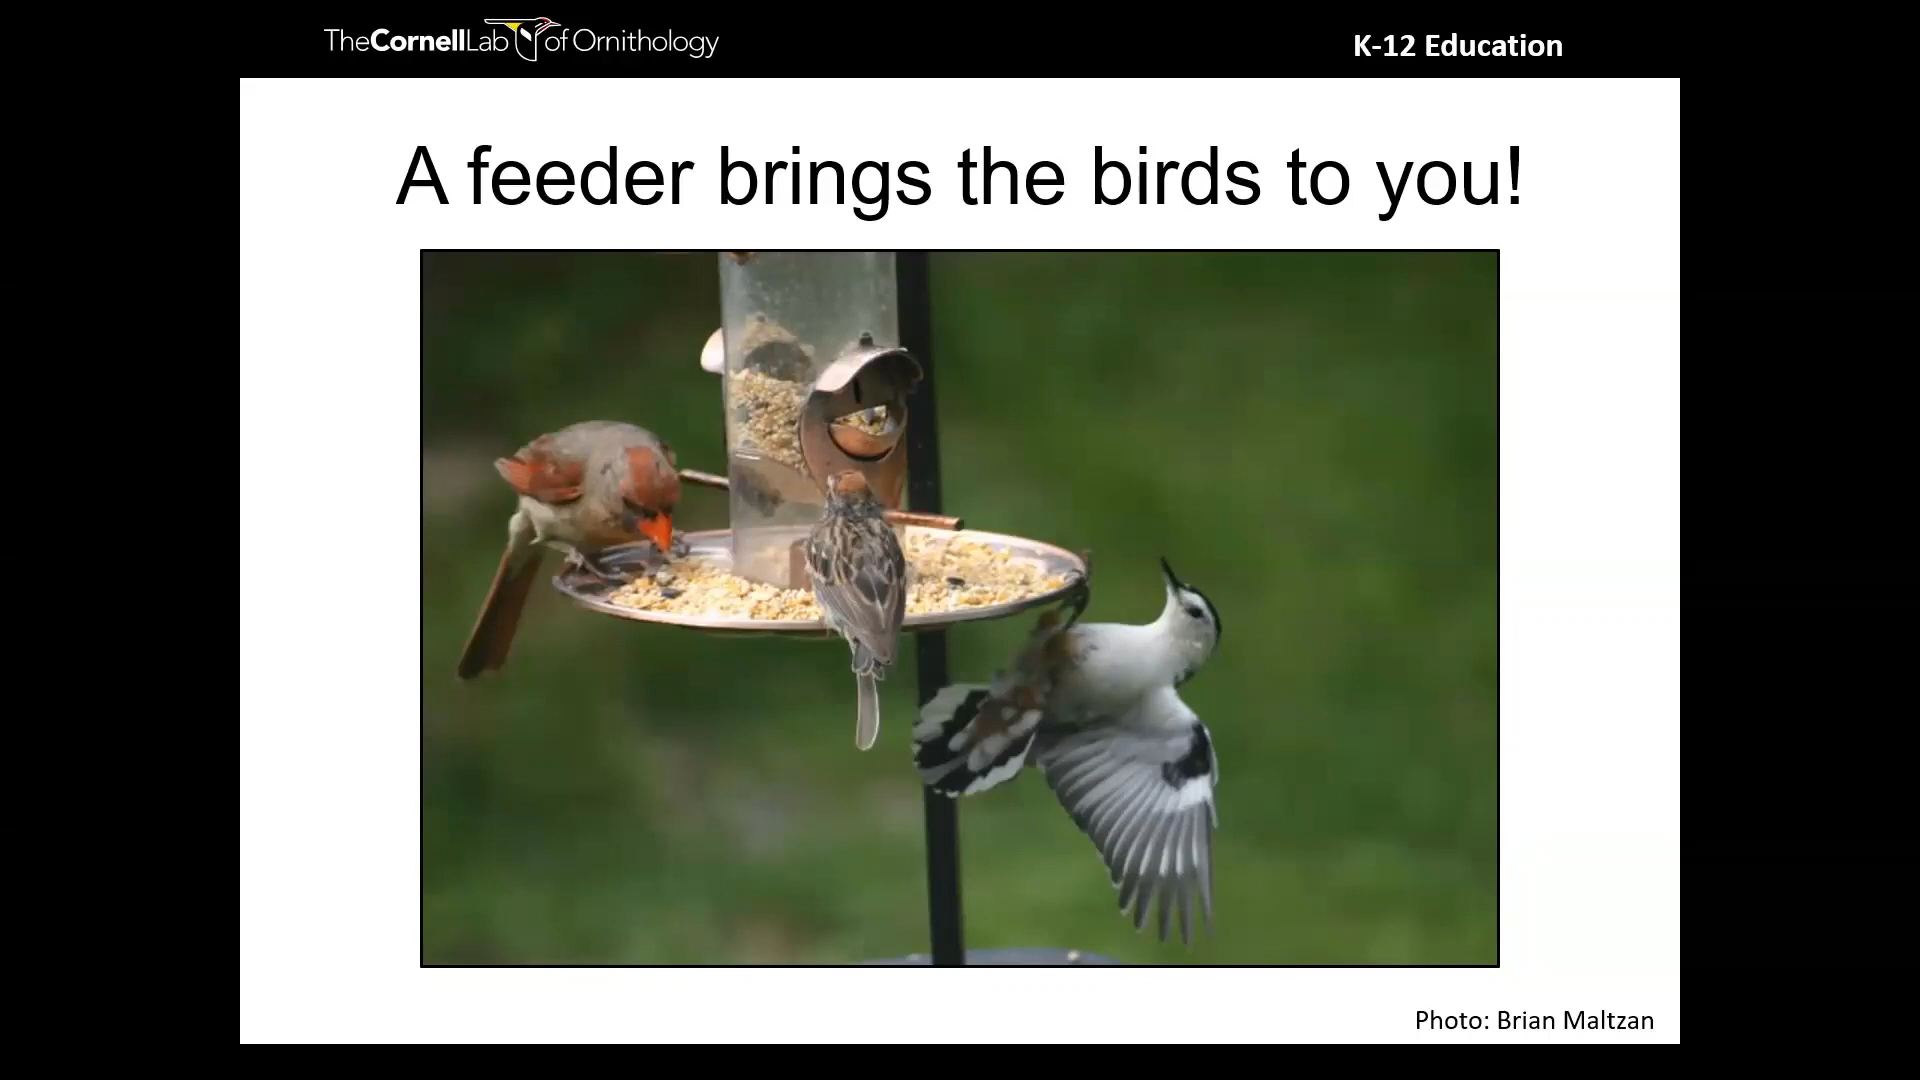 TheCornellLab of Ornithology
K-12 Education
A feeder brings the birds to you!
Photo: Brian Maltzan